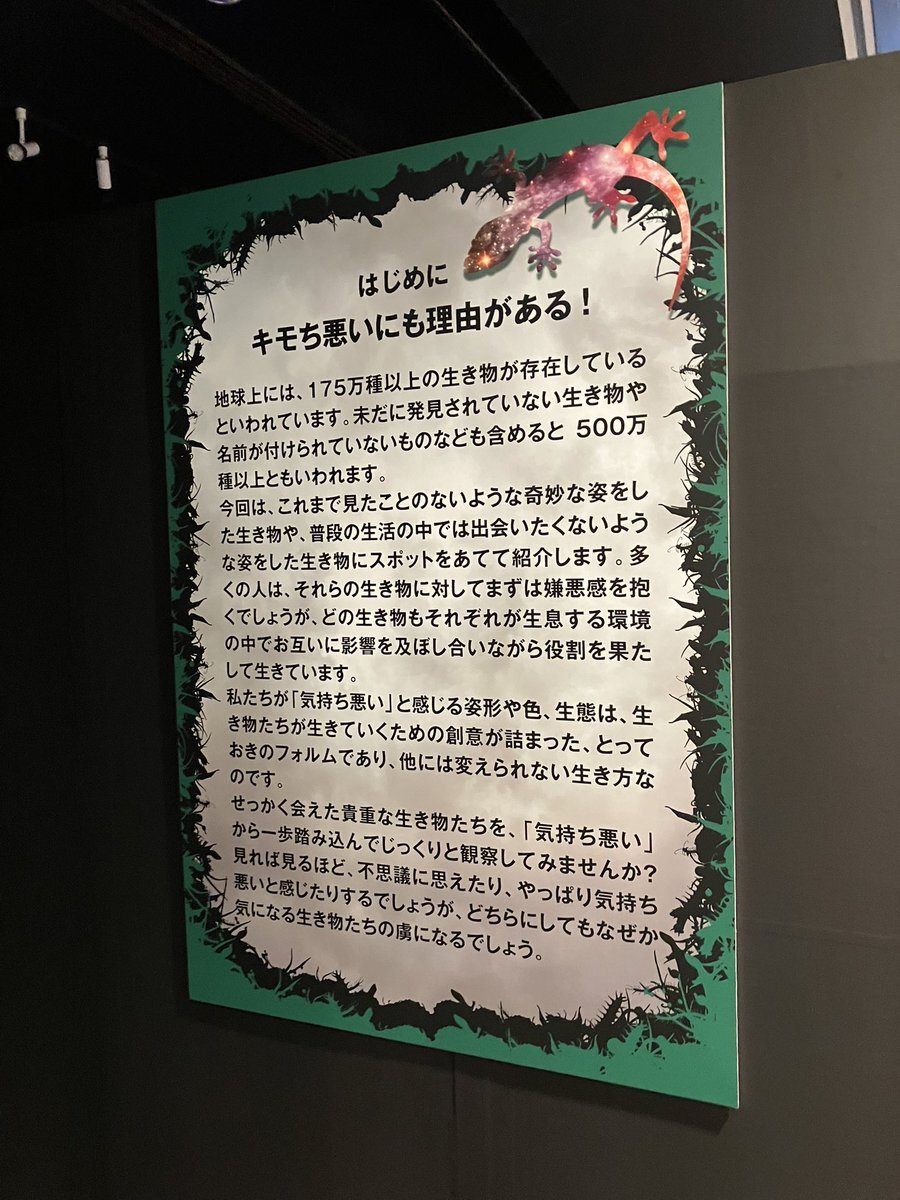 はじめに
キモち悪いにも理由がある！
地球上には、175万種以上の生き物が存在している
といわれています。未だに発見されていない生き物や
名前が付けられていないものなども含めると 500万
種以上ともいわれます。
今回は、これまで見たことのないような奇妙な姿をし
た生き物や、普段の生活の中では出会いたくないよう
な姿をした生き物にスポットをあてて紹介します。多
くの人は、それらの生き物に対してまずは嫌悪感を抱
くでしょうが、どの生き物もそれぞれが生息する環境
の中でお互いに影響を及ぼし合いながら役割を果た
して生きています。
私たちが「気持ち悪い」と感じる姿形や色、生態は、生
き物たちが生きていくための創意が詰まった、とって
おきのフォルムであり、他には変えられない生き方な
のです。
せっかく会えた貴重な生き物たちを、「気持ち悪い」
から一歩踏み込んでじっくりと観察してみませんか？
見れば見るほど、不思議に思えたり、やっぱり気持ち
悪いと感じたりするでしょうが、どちらにしてもなぜか
気になる生き物たちの虜になるでしょう。